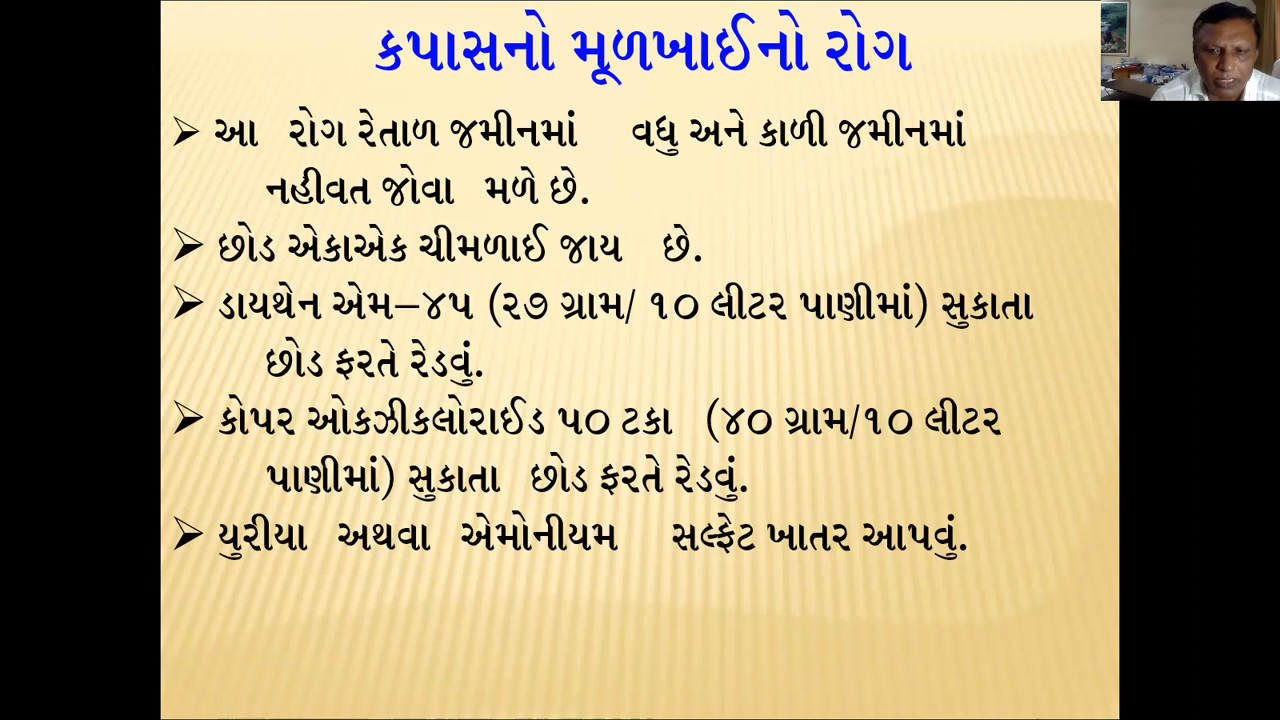 કપાસનો મૂળખાઈનો રોગ
➢ આ રોગ રેતાળ જમીનમાં વધુ અને કાળી જમીનમાં
નહીવત જોવા મળે છે.
➢ છોડ એકાએક ચીમળાઈ જાય છે.
➢ ડાયથેન એમ–૪૫ (૨૭ ગ્રામ/ ૧૦ લીટર પાણીમાં) સુકાતા
છોડ ફરતે રેડવું.
➢ કોપર ઓકઝીકલોરાઈડ ૫૦ ટકા (૪૦ ગ્રામ/૧૦ લીટર
પાણીમાં) સુકાતા છોડ ફરતે રેડવું.
➢ યુરીયા અથવા એમોનીયમ સલ્ફેટ ખાતર આપવું.